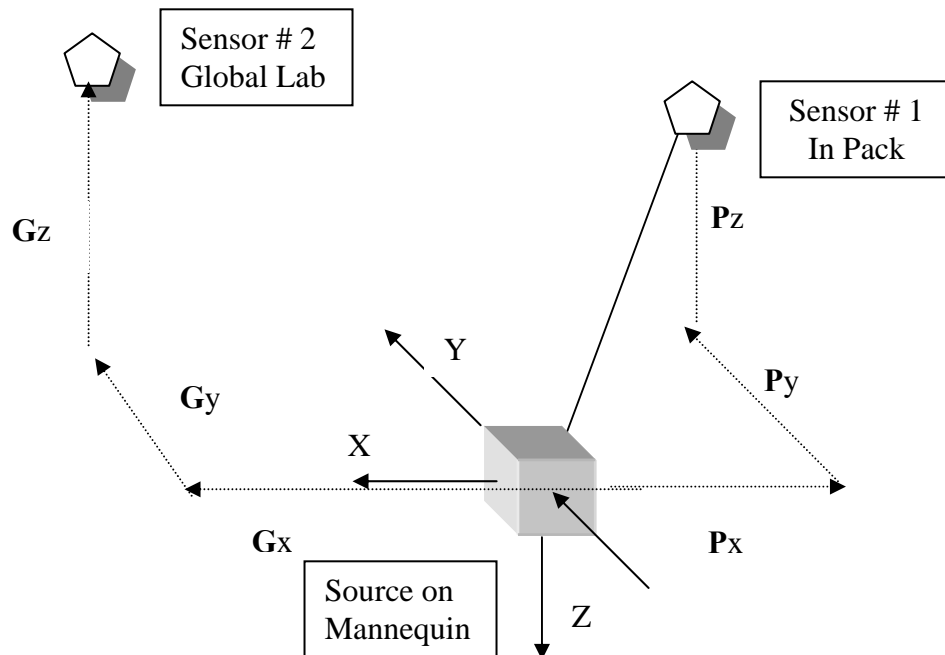 Sensor # 2
Global Lab
Sensor # 1
In Pack
Gz
Pz
Y
Gy
Py
X
Gx
Px
Source on
Mannequin
Z